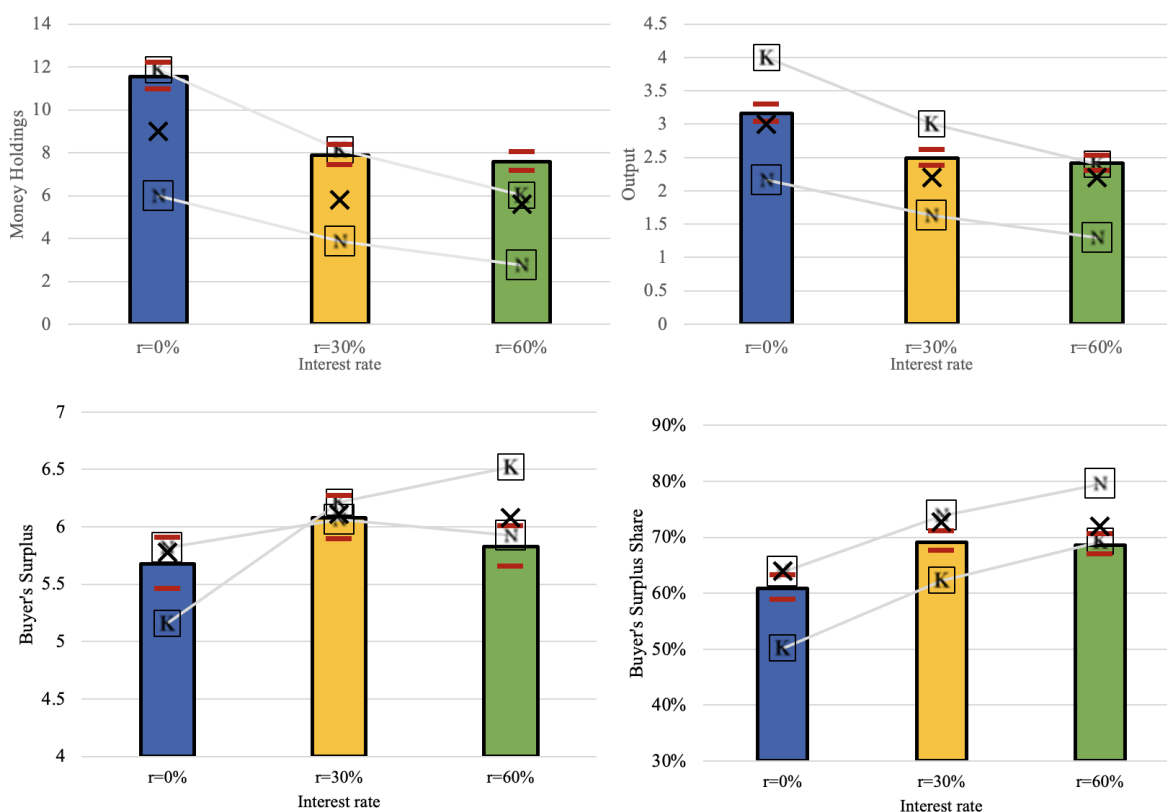 Money Holdings
14
12
10
8
6
4
2
0
K
K
K
N
N
N
r=0% r=30% r=60%
Interest rate
Output
4.5
4
3.5
3
2.5
2
1.5
1
0.5
0
K
K
K
N
N
N
r=0% r=30% r=60%
Interest rate
Buyer's Surplus
7
6.5
6
5.5
5
4.5
4
K
K
K
N
N
N
r=0% r=30% r=60%
Interest rate
Buyer's Surplus Share
90%
80%
70%
60%
50%
40%
30%
N
N
N
K
K
K
r=0% r=30% r=60%
Interest rate